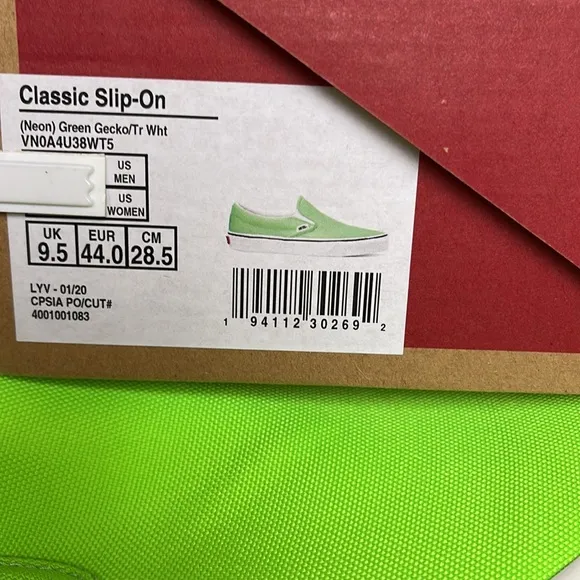 Classic Slip-On
(Neon) Green Gecko/Tr Wht
VN0A4U38WT5
US MEN
US WOMEN
UK 9.5 EUR 44.0 CM 28.5
LYV - 01/20
CPSIA PO/CUT#
4001001083
1 94112 30269 2